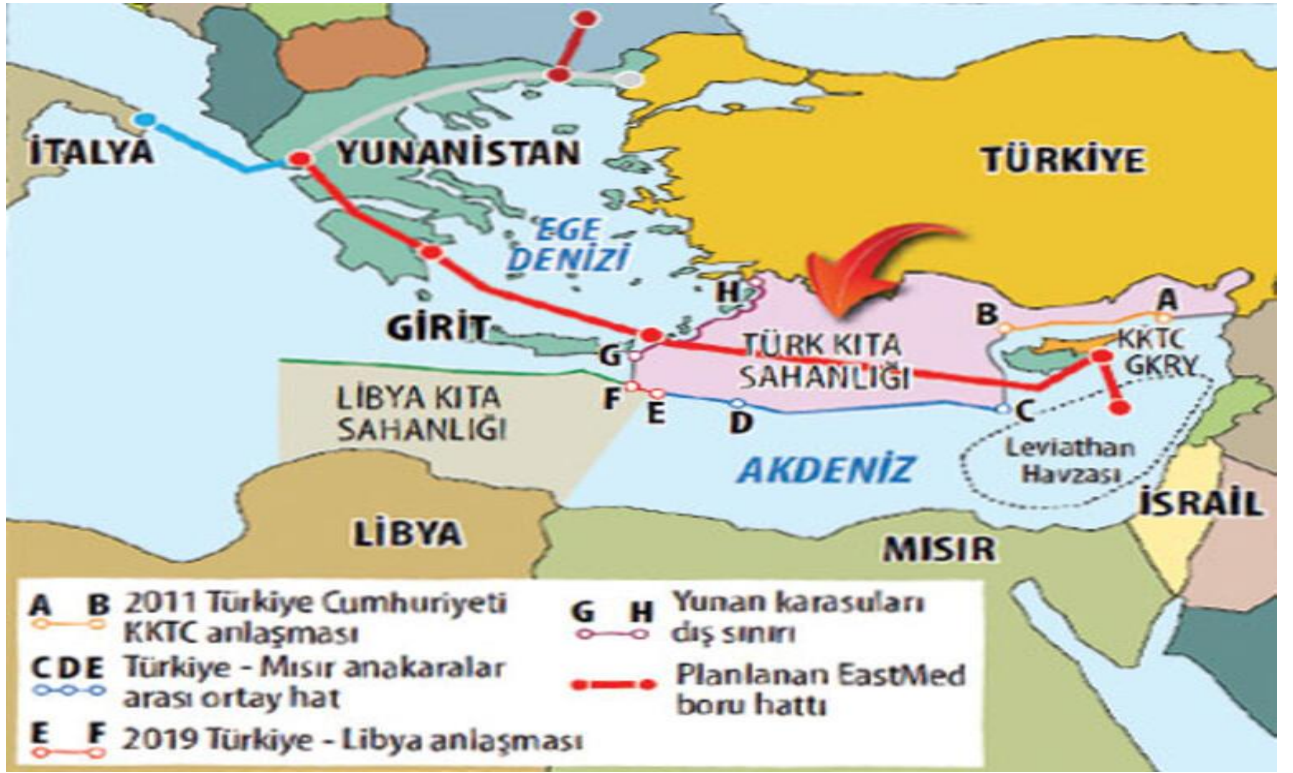 İTALYA
YUNANİSTAN
TÜRKİYE
EGE
DENİZİ
H
GİRİT
B
A
G
TÜRK KITA
SAHANLIĞI
KKTC
GKRY
LİBYA KITA
SAHANLIĞI
F
E
D
C
AKDENİZ
Leviathan
Havzası
İSRAİL
LİBYA
MISIR
A B 2011 Türkiye Cumhuriyeti
KKTC anlaşması
CDE Türkiye - Mısır anakaralar
arası ortay hat
E F 2019 Türkiye - Libya anlaşması
G H Yunan karasuları
dış sınırı
Planlanan EastMed
boru hattı